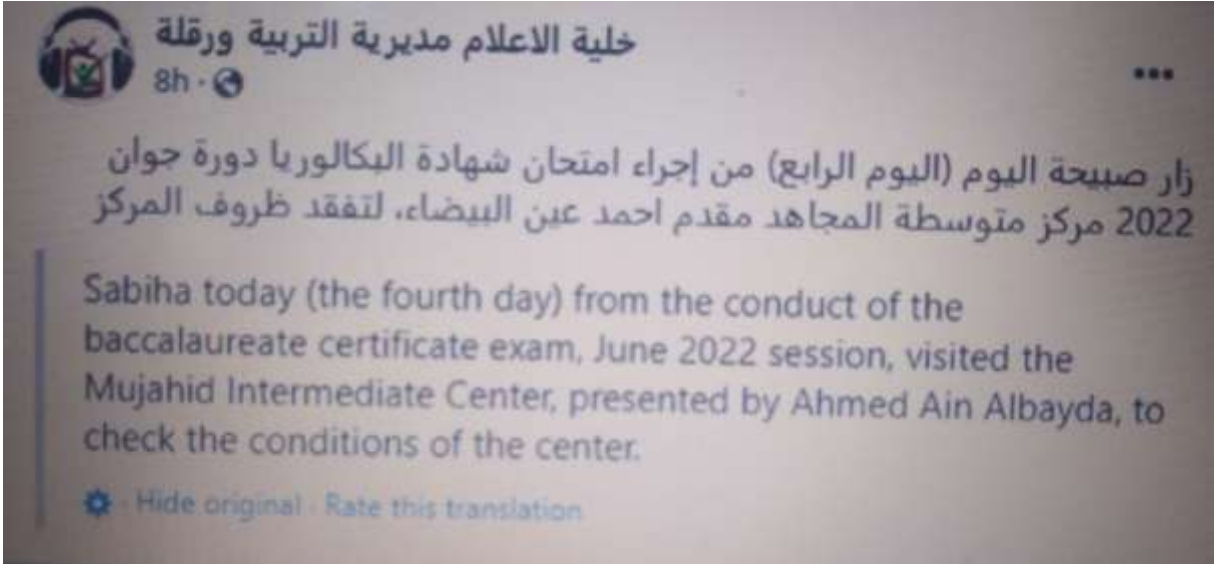 خلية الاعلام مديرية التربية ورقلة
8h ·
زار صبيحة اليوم (اليوم الرابع) من إجراء امتحان شهادة البكالوريا دورة جوان
2022 مركز متوسطة المجاهد مقدم احمد عين البيضاء، لتفقد ظروف المركز
Sabiha today (the fourth day) from the conduct of the
baccalaureate certificate exam, June 2022 session, visited the
Mujahid Intermediate Center, presented by Ahmed Ain Albayda, to
check the conditions of the center.
· Hide original · Rate this translation